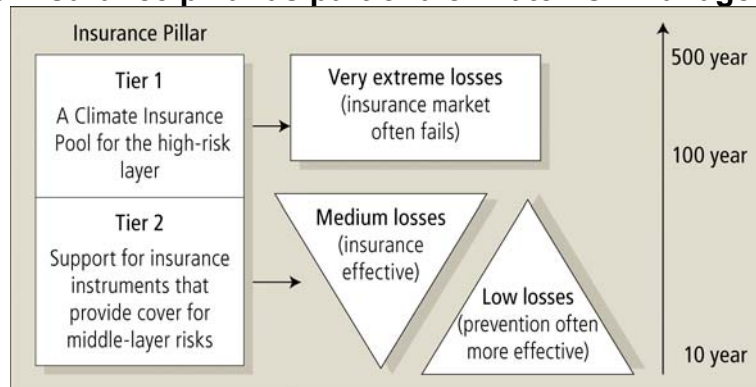 Insurance Pillar
Tier 1
A Climate Insurance
Pool for the high-risk
layer
Tier 2
Support for insurance
instruments that
provide cover for
middle-layer risks
Very extreme losses
(insurance market
often fails)
Medium losses
(insurance
effective)
Low losses
(prevention often
more effective)
500 year
100 year
10 year